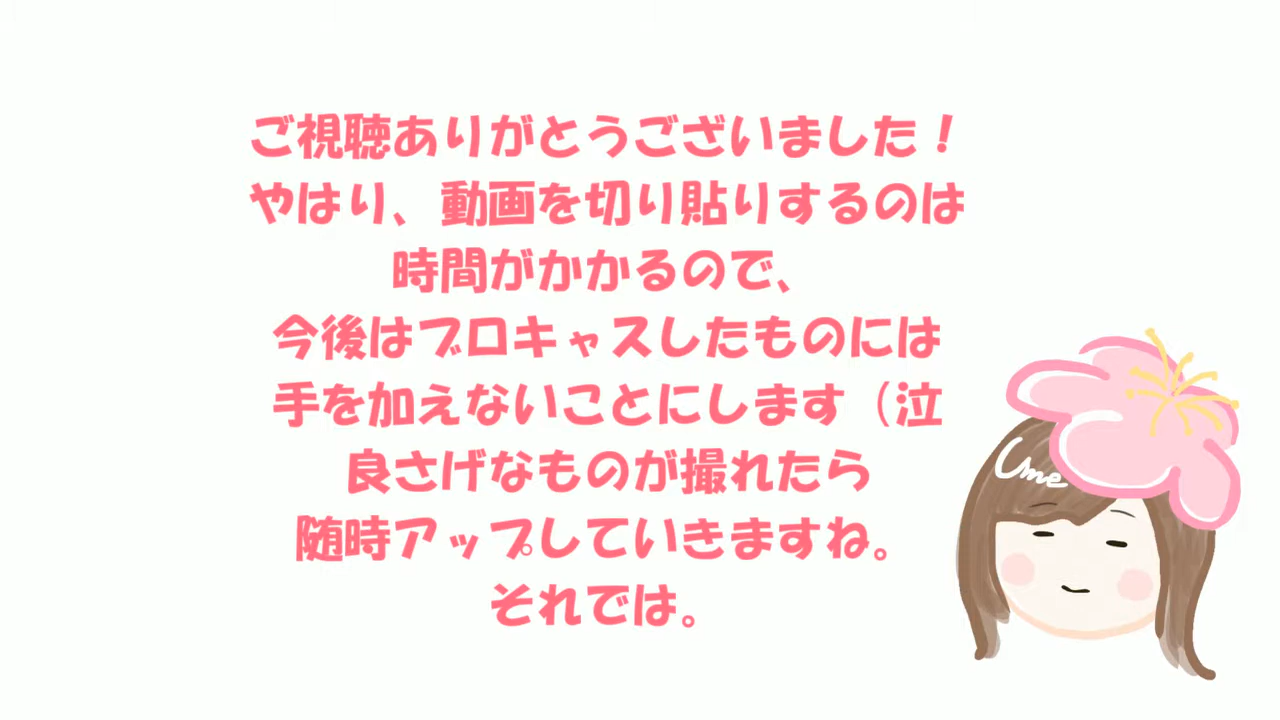 ご視聴ありがとうございました！
やはり、動画を切り貼りするのは
時間がかかるので、
今後はブロキャスしたものには
手を加えないことにします（泣
良さげなものが撮れたら
随時アップしていきますね。
それでは。
Ume